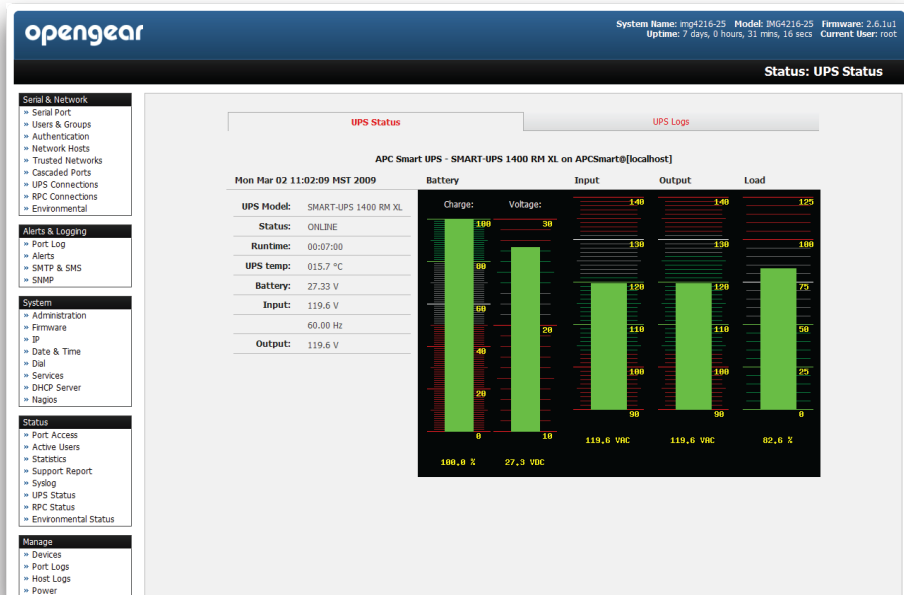 opengear
System Name: img4216-25 Model: IMG4216-25 Firmware: 2.6.1u1
Uptime: 7 days, 0 hours, 31 mins, 16 secs Current User: root
Status: UPS Status
Serial & Network
» Serial Port
» Users & Groups
» Authentication
» Network Hosts
» Trusted Networks
» Cascaded Ports
» UPS Connections
» RPC Connections
» Environmental
Alerts & Logging
» Port Log
» Alerts
» SMTP & SMS
» SNMP
System
» Administration
» Firmware
» IP
» Date & Time
» Dial
» Services
» DHCP Server
» Nagios
Status
» Port Access
» Active Users
» Statistics
» Support Report
» Syslog
» UPS Status
» RPC Status
» Environmental Status
Manage
» Devices
» Port Logs
» Host Logs
» Power
UPS Status UPS Logs
APC Smart UPS - SMART-UPS 1400 RM XL on APCSmart@[localhost]
Mon Mar 02 11:02:09 MST 2009 Battery Input Output Load
UPS Model: SMART-UPS 1400 RM XL
Status: ONLINE
Runtime: 00:07:00
UPS temp: 015.7 °C
Battery: 27.33 V
Input: 119.6 V
60.00 Hz
Output: 119.6 V
Charge: Voltage:
100
80
60
40
20
0
30
20
10
140
130
120
110
100
90
140
130
120
110
100
90
125
100
75
50
25
0
100.0 % 27.3 VDC 119.6 VAC 119.6 VAC 82.6 %